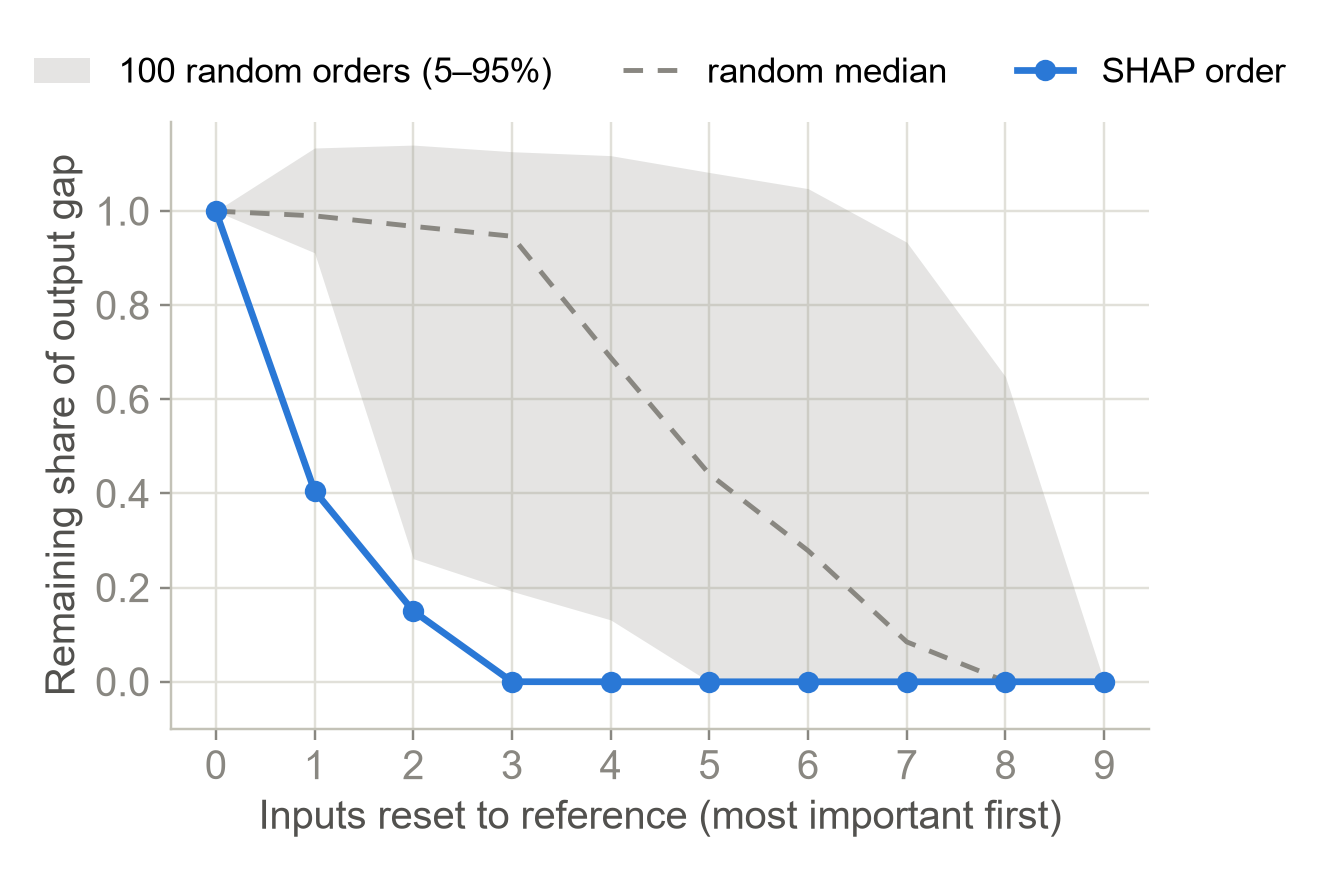 100 random orders (5–95%) random median SHAP order
Remaining share of output gap
1.0
0.8
0.6
0.4
0.2
0.0
0 1 2 3 4 5 6 7 8 9
Inputs reset to reference (most important first)